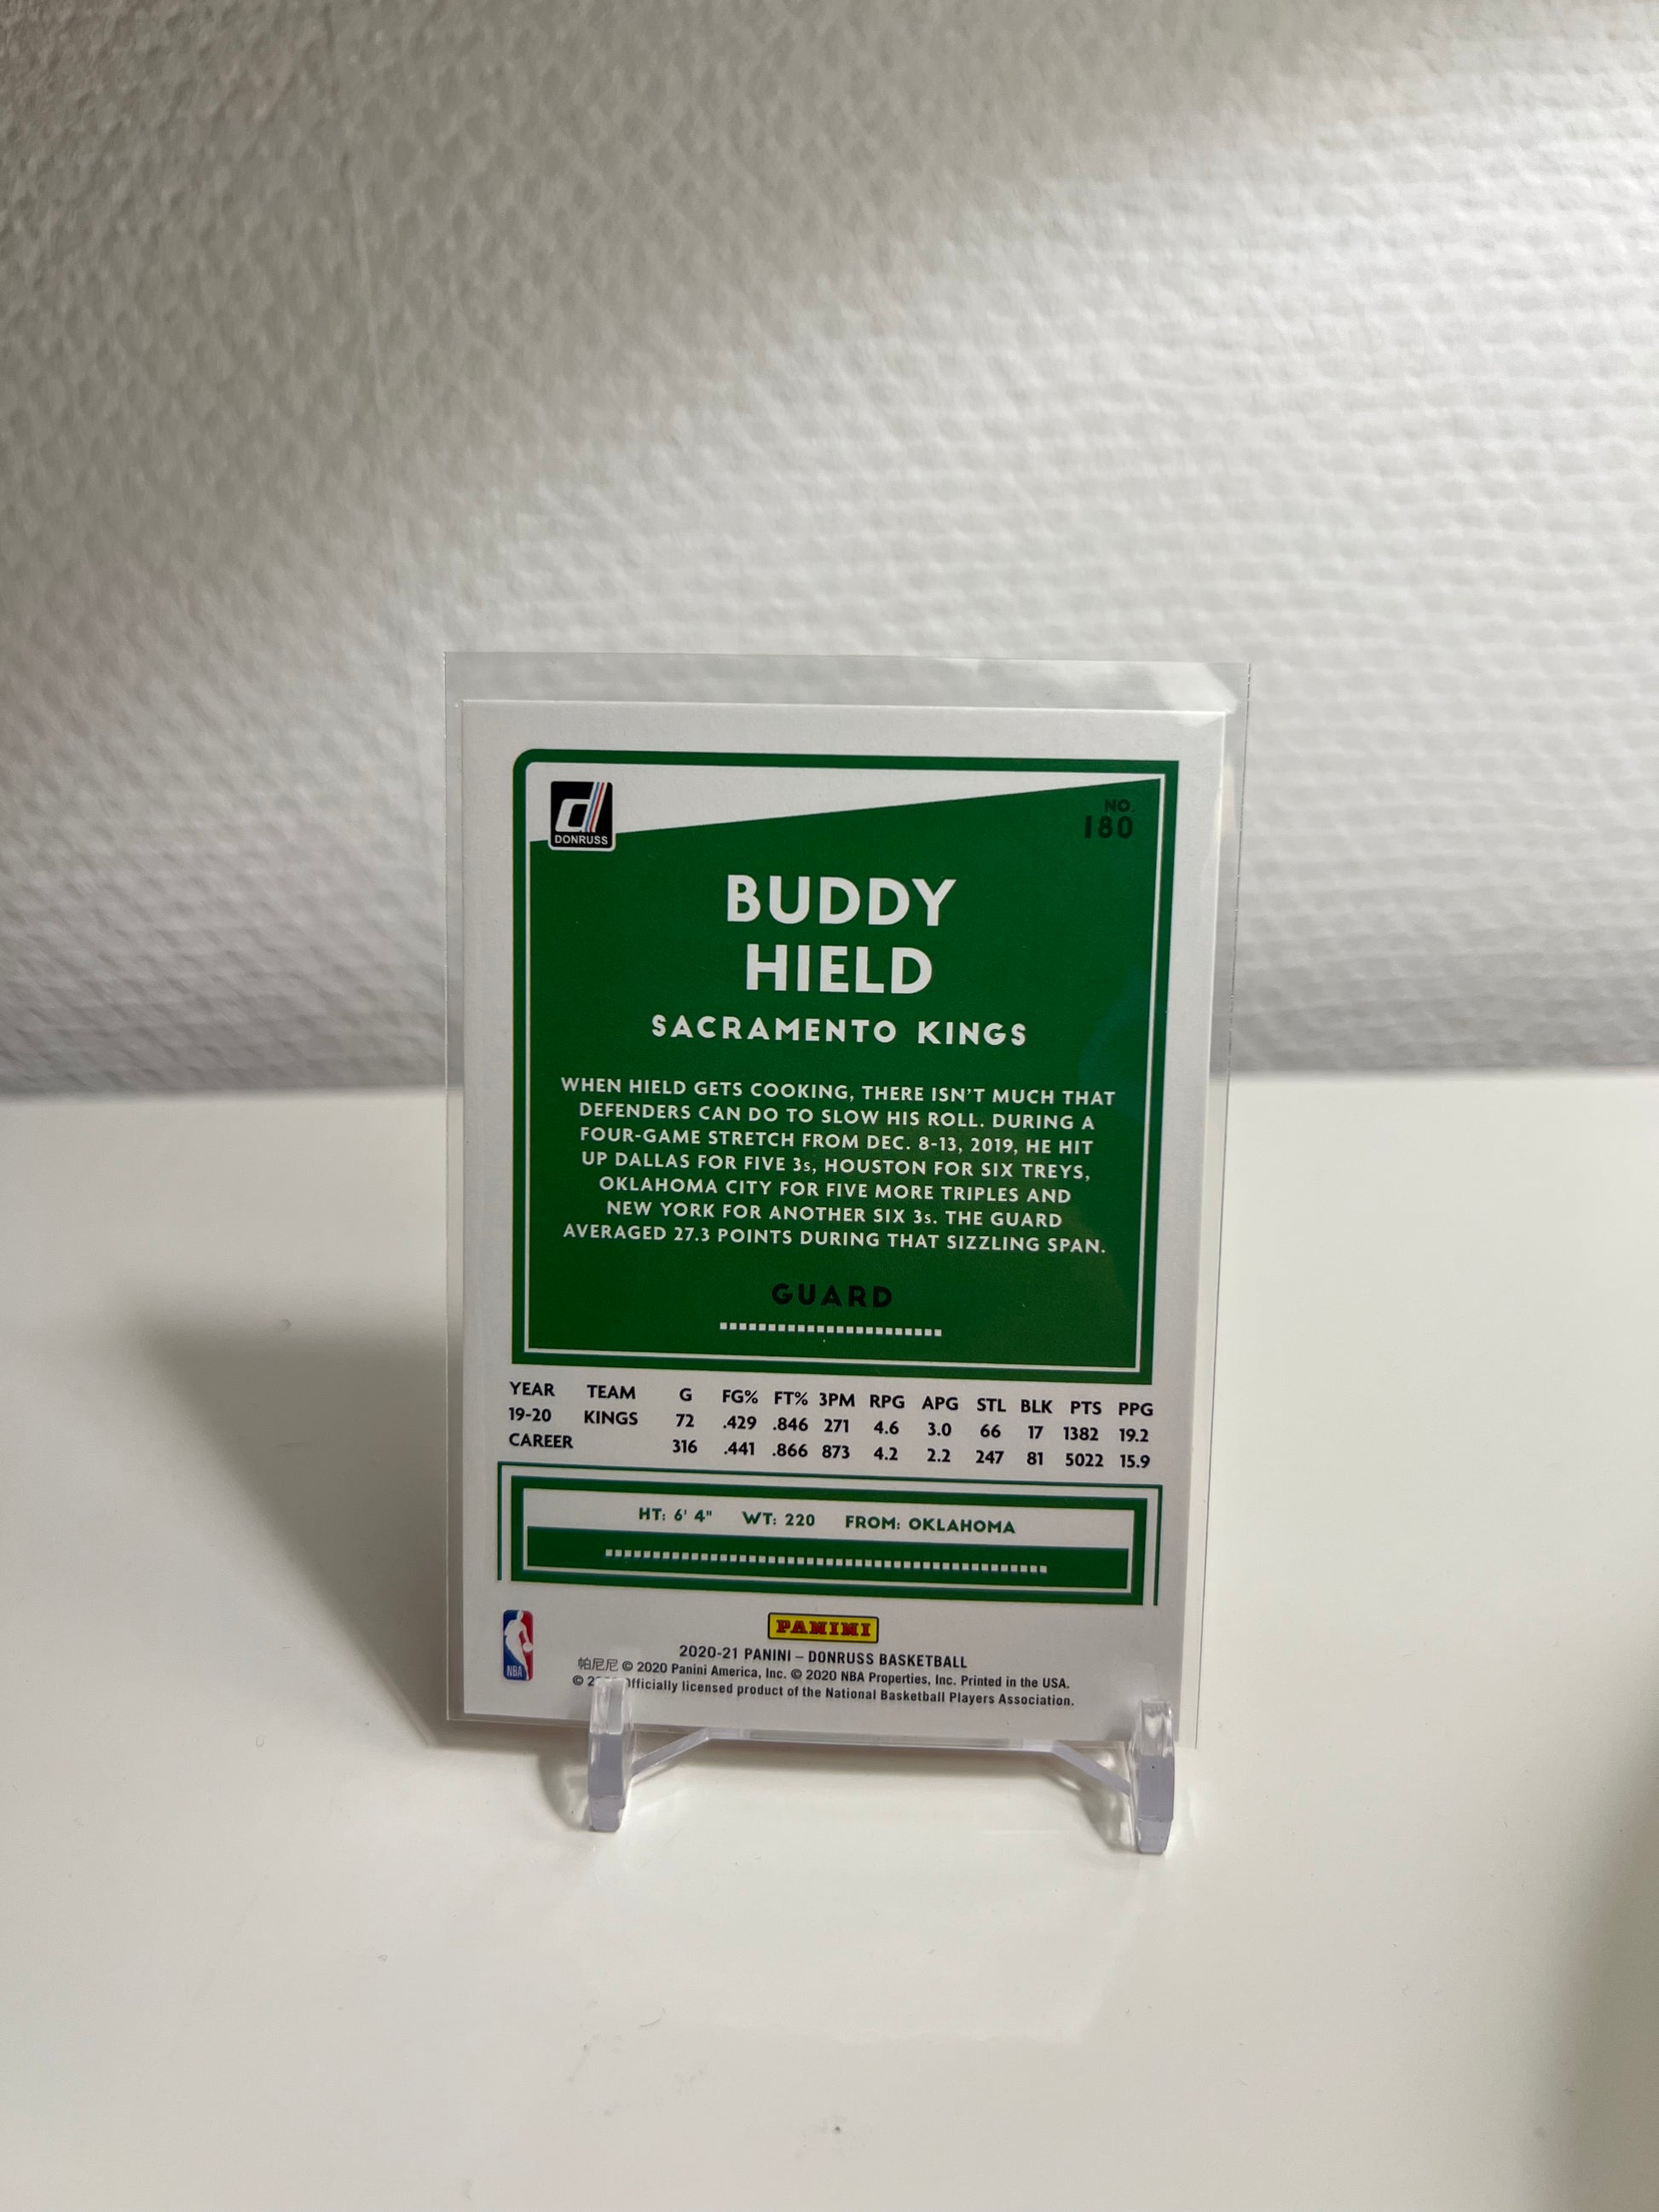 DONRUSS
NO.
180
BUDDY
HIELD
SACRAMENTO KINGS
WHEN HIELD GETS COOKING, THERE ISN'T MUCH THAT
DEFENDERS CAN DO TO SLOW HIS ROLL. DURING A
FOUR-GAME STRETCH FROM DEC. 8-13, 2019, HE HIT
UP DALLAS FOR FIVE 3s, HOUSTON FOR SIX TREYS,
OKLAHOMA CITY FOR FIVE MORE TRIPLES AND
NEW YORK FOR ANOTHER SIX 3s. THE GUARD
AVERAGED 27.3 POINTS DURING THAT SIZZLING SPAN.
GUARD
YEAR TEAM G FG% FT% 3PM RPG APG STL BLK PTS PPG
19-20 KINGS 72 .429 .846 271 4.6 3.0 66 17 1382 19.2
CAREER 316 .441 .866 873 4.2 2.2 247 81 5022 15.9
HT: 6' 4" WT: 220 FROM: OKLAHOMA
PANINI
NBA
2020-21 PANINI – DONRUSS BASKETBALL
帕尼尼 © 2020 Panini America, Inc. © 2020 NBA Properties, Inc. Printed in the USA.
© Officially licensed product of the National Basketball Players Association.